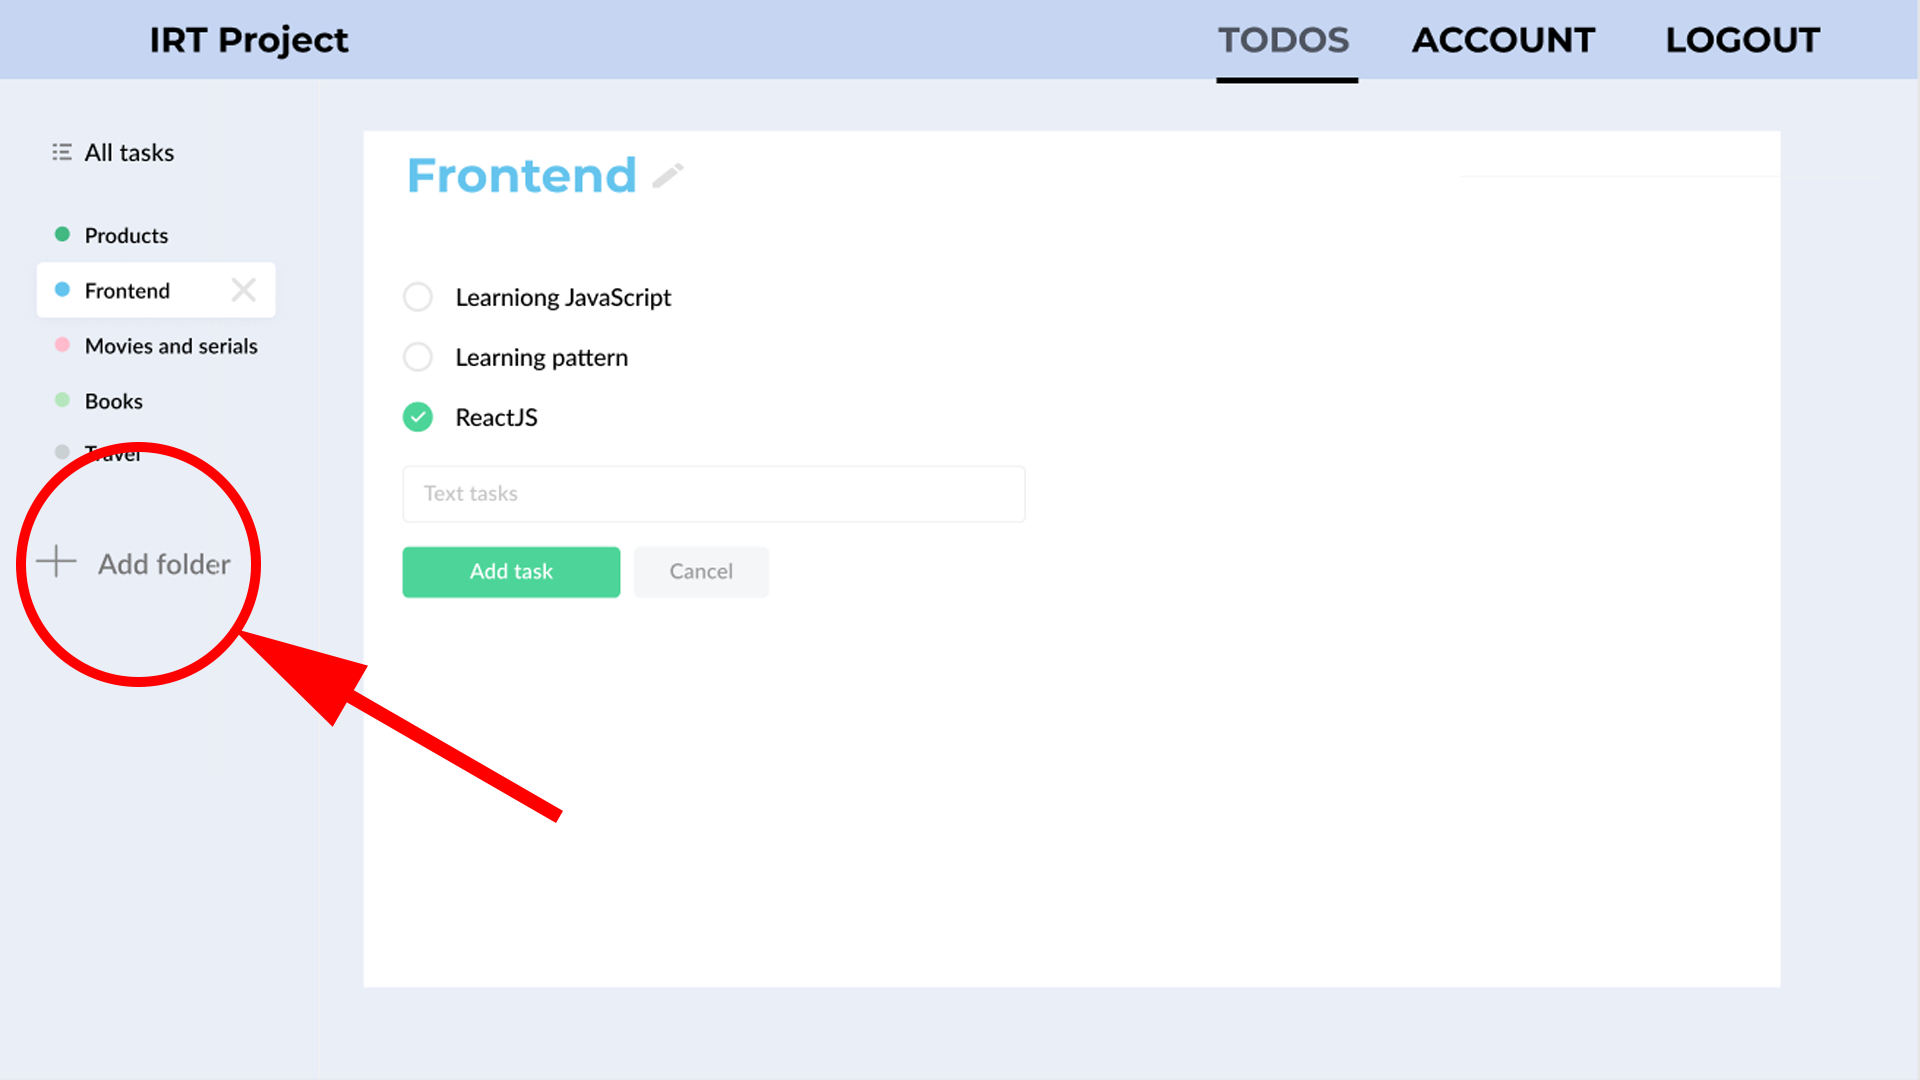 IRT Project
TODOS ACCOUNT LOGOUT
All tasks
Products
Frontend
Movies and serials
Books
Travel
Add folder
Frontend
Learniong JavaScript
Learning pattern
ReactJS
Text tasks
Add task Cancel